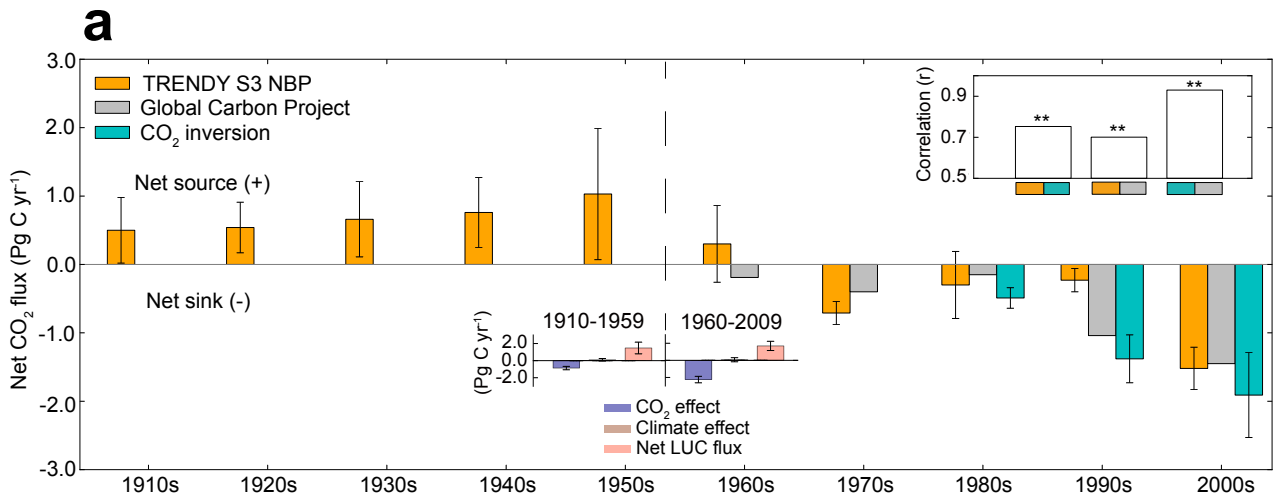 a
3.0
2.0
1.0
0.0
-1.0
-2.0
-3.0
Net CO2 flux (Pg C yr-1)
TRENDY S3 NBP
Global Carbon Project
CO2 inversion
Net source (+)
Net sink (-)
Correlation (r)
0.9
0.7
0.5
**
**
**
1910-1959
1960-2009
(Pg C yr-1)
2.0
0.0
-2.0
CO2 effect
Climate effect
Net LUC flux
1910s
1920s
1930s
1940s
1950s
1960s
1970s
1980s
1990s
2000s